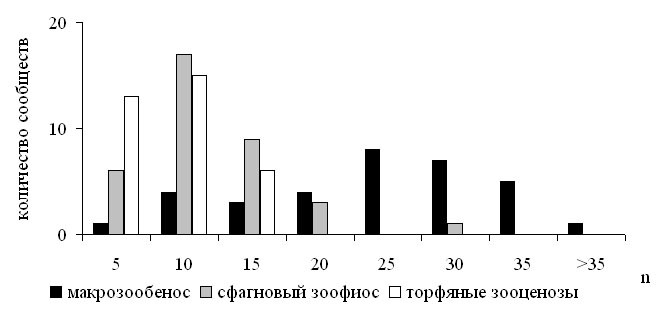 20
количество сообществ
10
0
5 10 15 20 25 30 35 >35
n
макрозообенос сфагновый зоофиос торфяные зооценозы